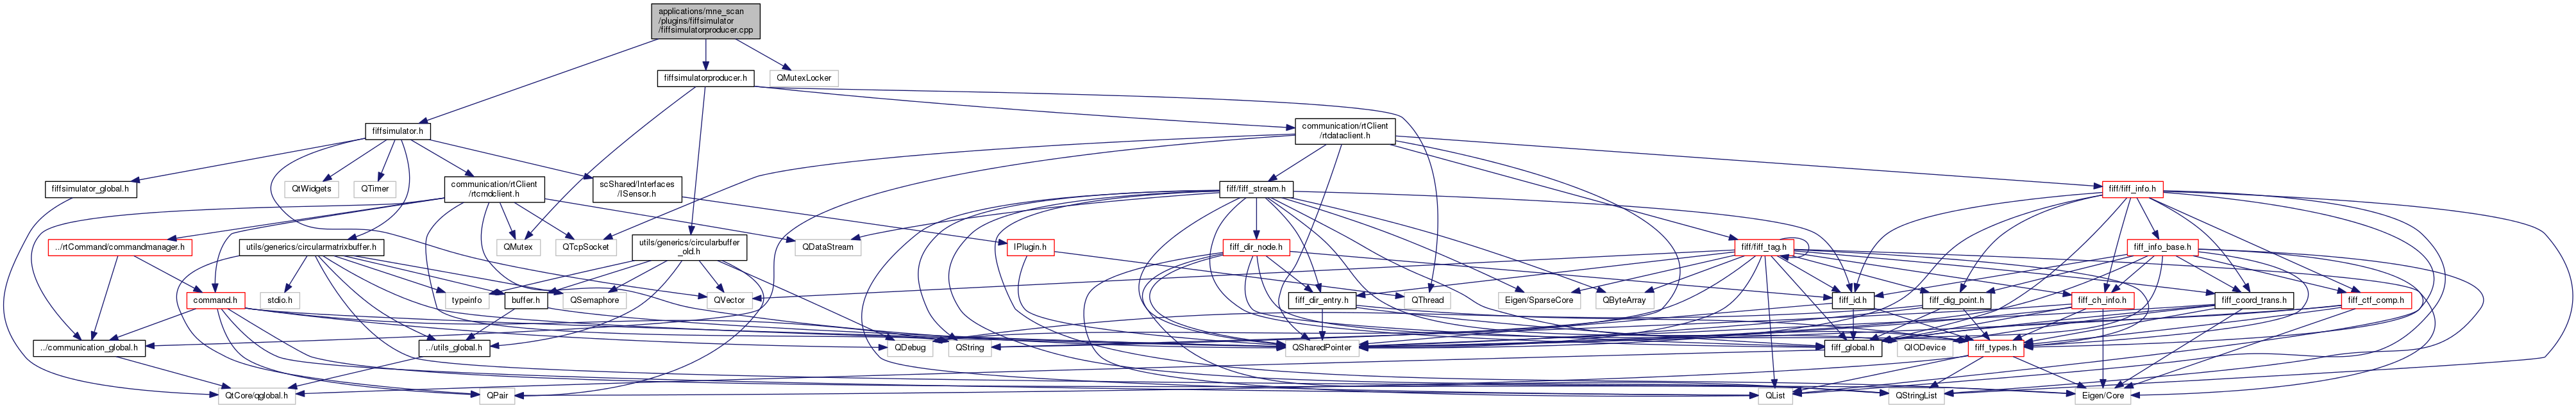 applications/mne_scan
/plugins/fiffsimulator
/fiffsimulatorproducer.cpp
fiffsimulatorproducer.h
QMutexLocker
fiffsimulator.h
communication/rtClient
/rtdataclient.h
fiffsimulator_global.h
QtWidgets
QTimer
communication/rtClient
/rtcmdclient.h
scShared/Interfaces
/ISensor.h
fiff/fiff_stream.h
fiff/fiff_info.h
../rtCommand/commandmanager.h
utils/generics/circularmatrixbuffer.h
QMutex
QTcpSocket
utils/generics/circularbuffer
_old.h
QDataStream
IPlugin.h
fiff_dir_node.h
fiff/fiff_tag.h
fiff_info_base.h
command.h
stdio.h
typeinfo
buffer.h
QSemaphore
QVector
fiff_dir_entry.h
QThread
Eigen/SparseCore
QByteArray
fiff_id.h
fiff_dig_point.h
fiff_ch_info.h
fiff_coord_trans.h
fiff_ctf_comp.h
../communication_global.h
../utils_global.h
QDebug
QString
QSharedPointer
fiff_global.h
QIODevice
fiff_types.h
QtCore/qglobal.h
QPair
QList
QStringList
Eigen/Core